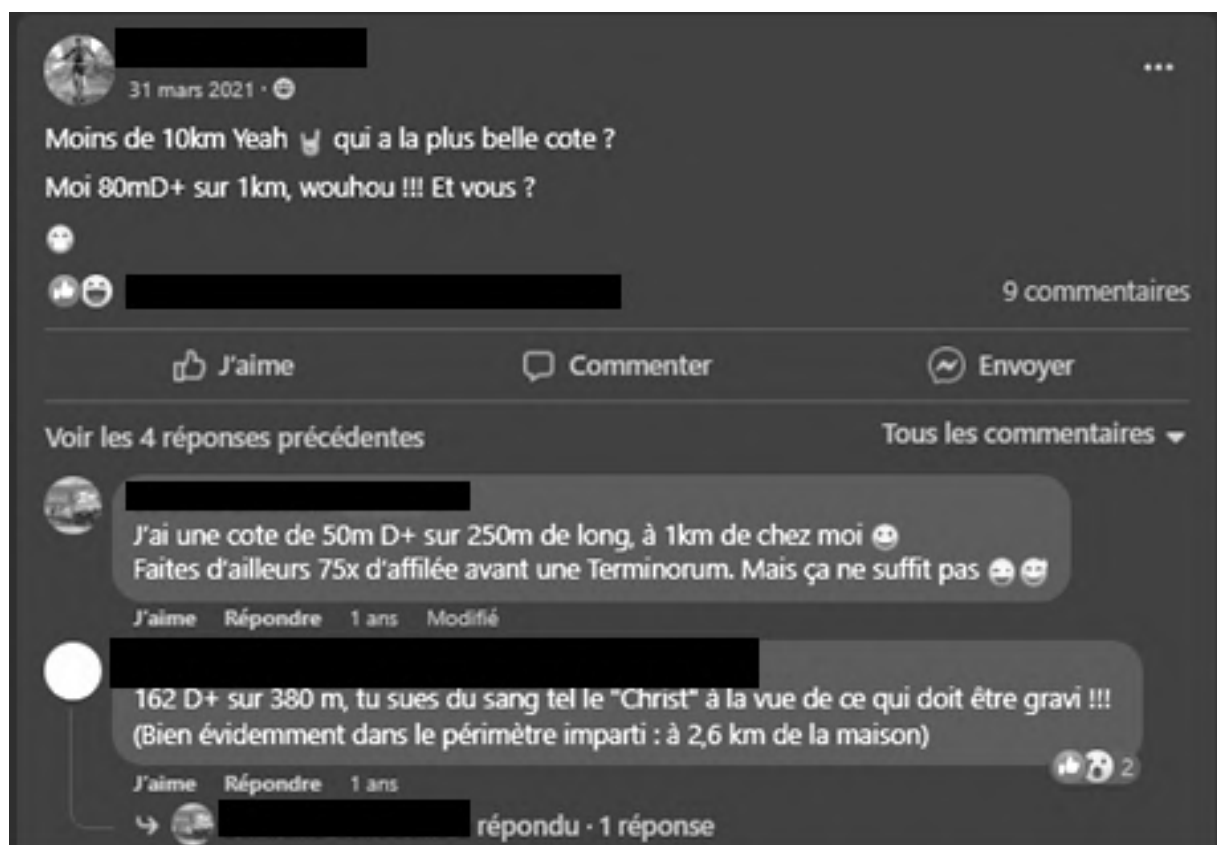 31 mars 2021 ·
Moins de 10km Yeah 🤘 qui a la plus belle cote ?
Moi 80mD+ sur 1km, wouhou !!! Et vous ?
9 commentaires
J'aime Commenter Envoyer
Voir les 4 réponses précédentes Tous les commentaires
J'ai une cote de 50m D+ sur 250m de long, à 1km de chez moi
Faites d'ailleurs 75x d'affilée avant une Terminorum. Mais ça ne suffit pas
J'aime Répondre 1 ans Modifié
162 D+ sur 380 m, tu sues du sang tel le "Christ" à la vue de ce qui doit être gravi !!!
(Bien évidemment dans le périmètre imparti : à 2,6 km de la maison)
2
J'aime Répondre 1 ans
répondu · 1 réponse